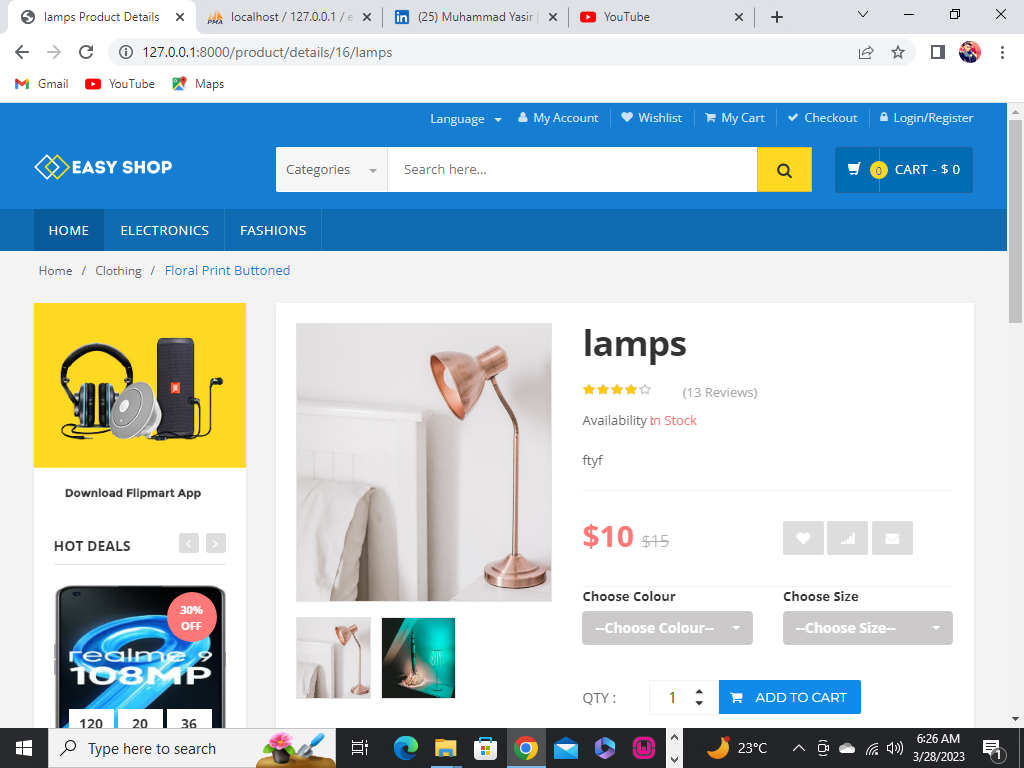 lamps Product Details
localhost / 127.0.0.1 / e
(25) Muhammad Yasir
YouTube
127.0.0.1:8000/product/details/16/lamps
Gmail YouTube Maps
Language My Account Wishlist My Cart Checkout Login/Register
EASY SHOP
Categories Search here... 0 CART - $ 0
HOME ELECTRONICS FASHIONS
Home / Clothing / Floral Print Buttoned
JBL
Download Flipmart App
HOT DEALS
30%
OFF
realme 9
108MP
120 20 36
lamps
(13 Reviews)
Availability :In Stock
ftyf
$10 $15
Choose Colour Choose Size
--Choose Colour-- --Choose Size--
QTY : 1 ADD TO CART
Type here to search
23°C
6:26 AM
3/28/2023
1